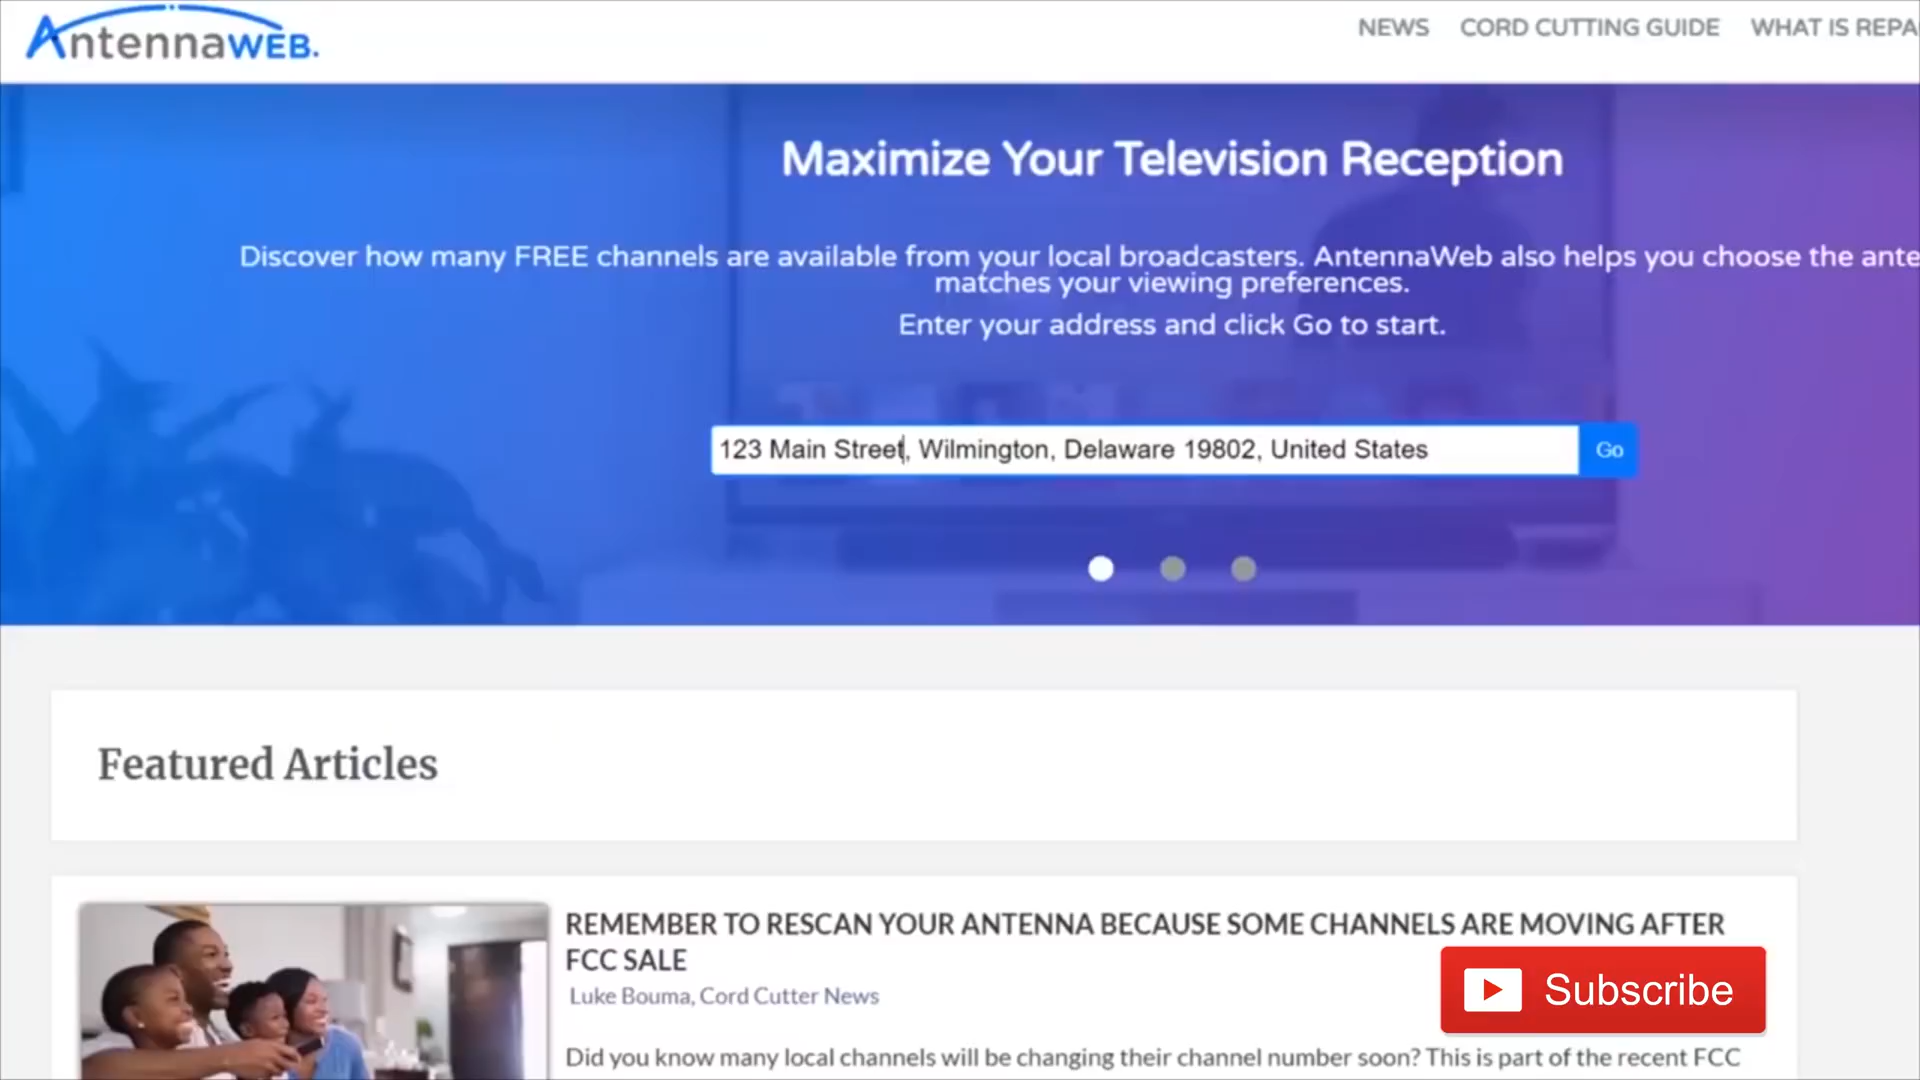 AntennaWEB.
NEWS CORD CUTTING GUIDE WHAT IS REPA
Maximize Your Television Reception
Discover how many FREE channels are available from your local broadcasters. AntennaWeb also helps you choose the ante
matches your viewing preferences.
Enter your address and click Go to start.
123 Main Street, Wilmington, Delaware 19802, United States Go
Featured Articles
REMEMBER TO RESCAN YOUR ANTENNA BECAUSE SOME CHANNELS ARE MOVING AFTER
FCC SALE
Luke Bouma, Cord Cutter News
Subscribe
Did you know many local channels will be changing their channel number soon? This is part of the recent FCC